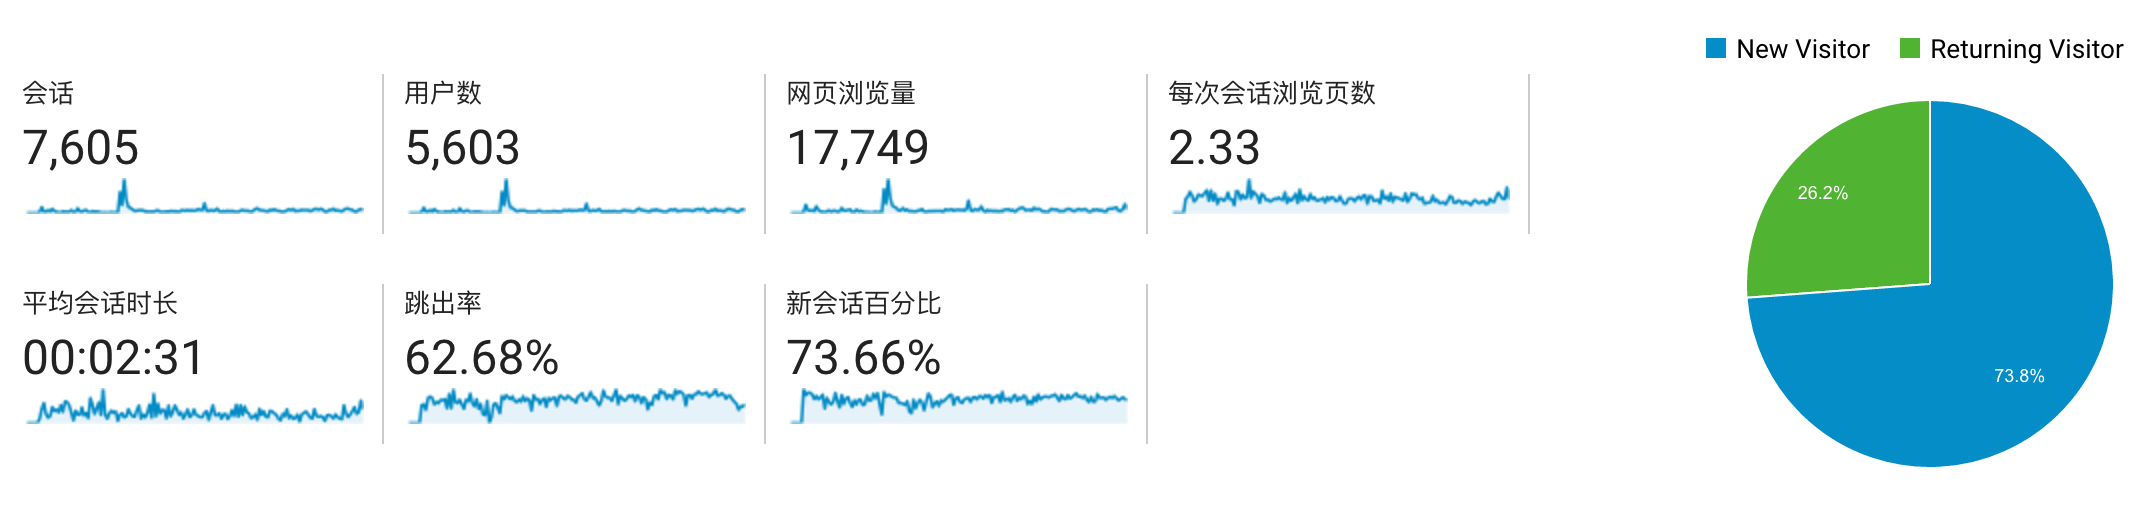 New Visitor
Returning Visitor
会话
7,605
用户数
5,603
网页浏览量
17,749
每次会话浏览页数
2.33
平均会话时长
00:02:31
跳出率
62.68%
新会话百分比
73.66%
26.2%
73.8%